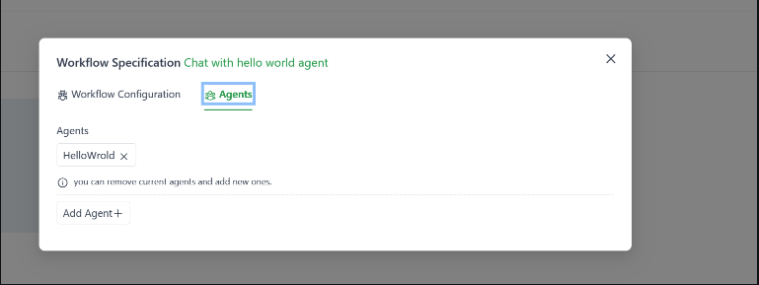 Workflow Specification Chat with hello world agent
Workflow Configuration Agents
Agents
HelloWrold
you can remove current agents and add new ones.
Add Agent+